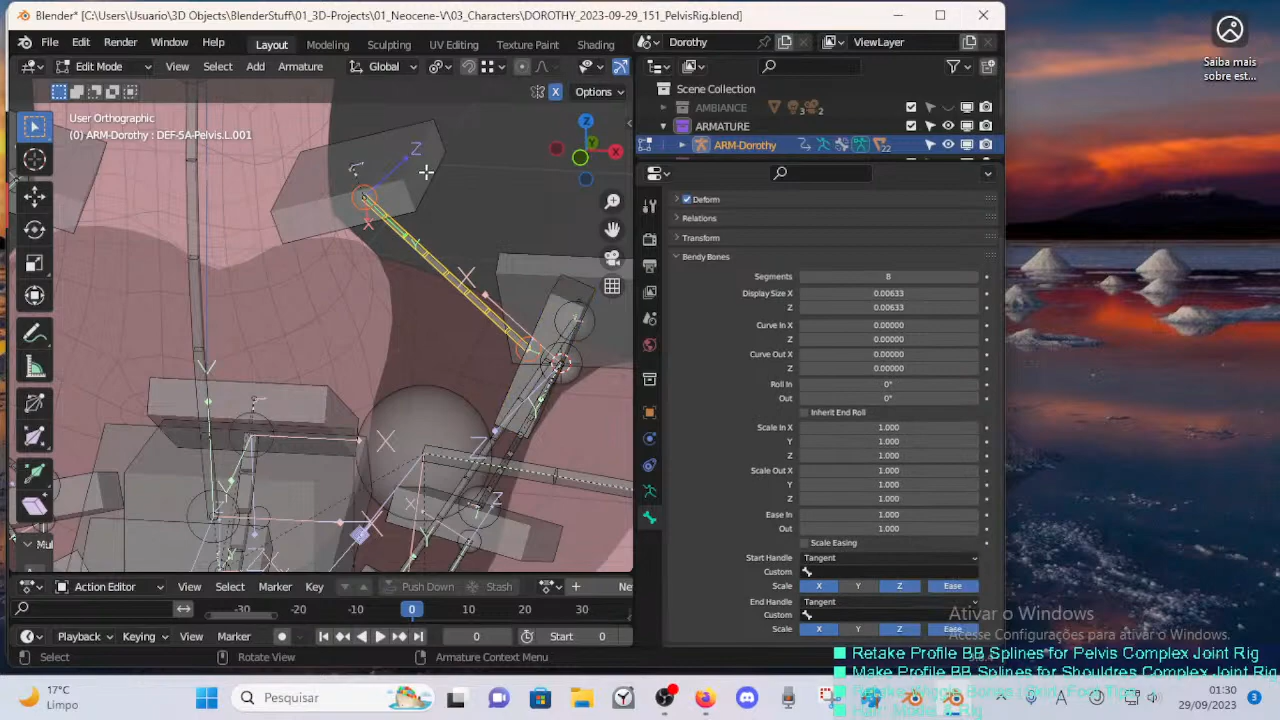 Blender* [C:\Users\Usuario\3D Objects\BlenderStuff\01_3D-Projects\01_Neocene-V\03_Characters\DOROTHY_2023-09-29_151_PelvisRig.blend]
File Edit Render Window Help Layout Modeling Sculpting UV Editing Texture Paint Shading Dorothy ViewLayer
Edit Mode View Select Add Armature Global
Options
User Orthographic
(0) ARM-Dorothy : DEF-SA-Pelvis.L.001
Scene Collection
AMBIANCE 3 2
ARMATURE
ARM-Dorothy 22
Deform
Relations
Transform
Bendy Bones
Segments 8
Display Size X 0.00633
Z 0.00633
Curve In X 0.00000
Z 0.00000
Curve Out X 0.00000
Z 0.00000
Roll In 0°
Out 0°
Inherit End Roll
Scale In X 1.000
Y 1.000
Z 1.000
Scale Out X 1.000
Y 1.000
Z 1.000
Ease In 1.000
Out 1.000
Scale Easing
Start Handle Tangent
Custom
Scale X Y Z Ease
End Handle Tangent
Custom
Scale X Y Z Ease
Z
X
Y
Action Editor View Select Marker Key Push Down Stash Ne
-30 -20 -10 0 10 20 30
Playback Keying View Marker 0 Start 0
Select Rotate View Armature Context Menu
Saiba mais
sobre est...
Ativar o Windows
Acesse Configurações para ativar o Windows.
Retake Profile BB Splines for Pelvis Complex Joint Rig
Make Profile BB Splines for Shouldres Complex Joint Rig
17°C
Limpo
Pesquisar
01:30
29/09/2023
3